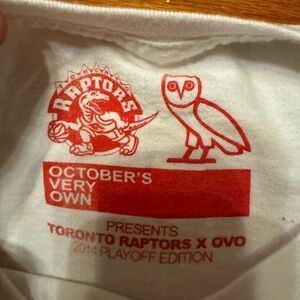 RAPTORS
OCTOBER'S
VERY
OWN
PRESENTS
TORONTO RAPTORS X OVO
2014 PLAYOFF EDITION